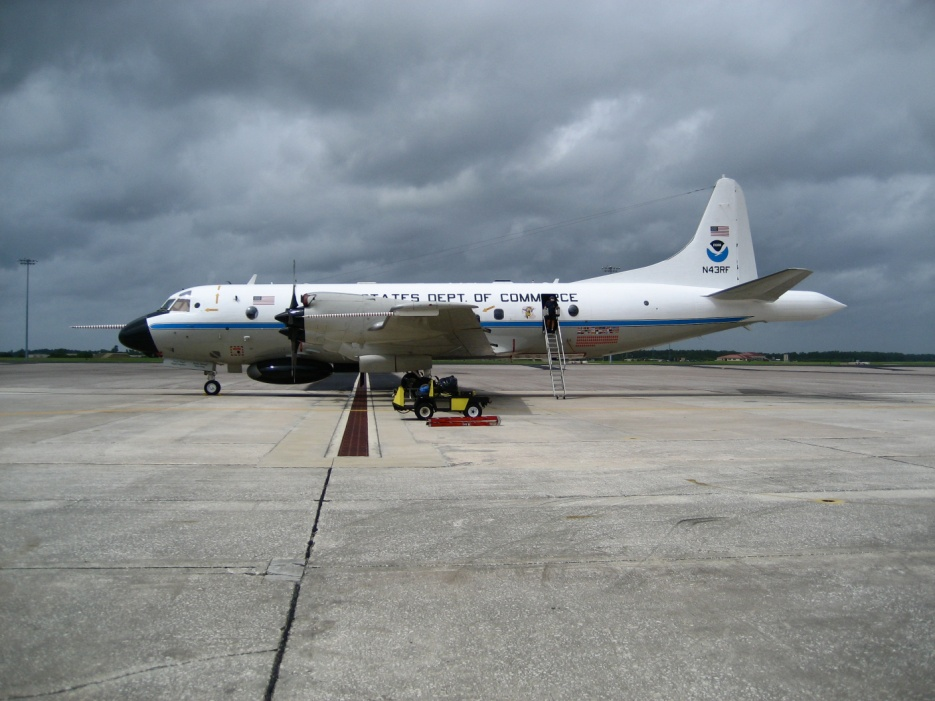 STATES DEPT. OF COMMERCE
N43RF